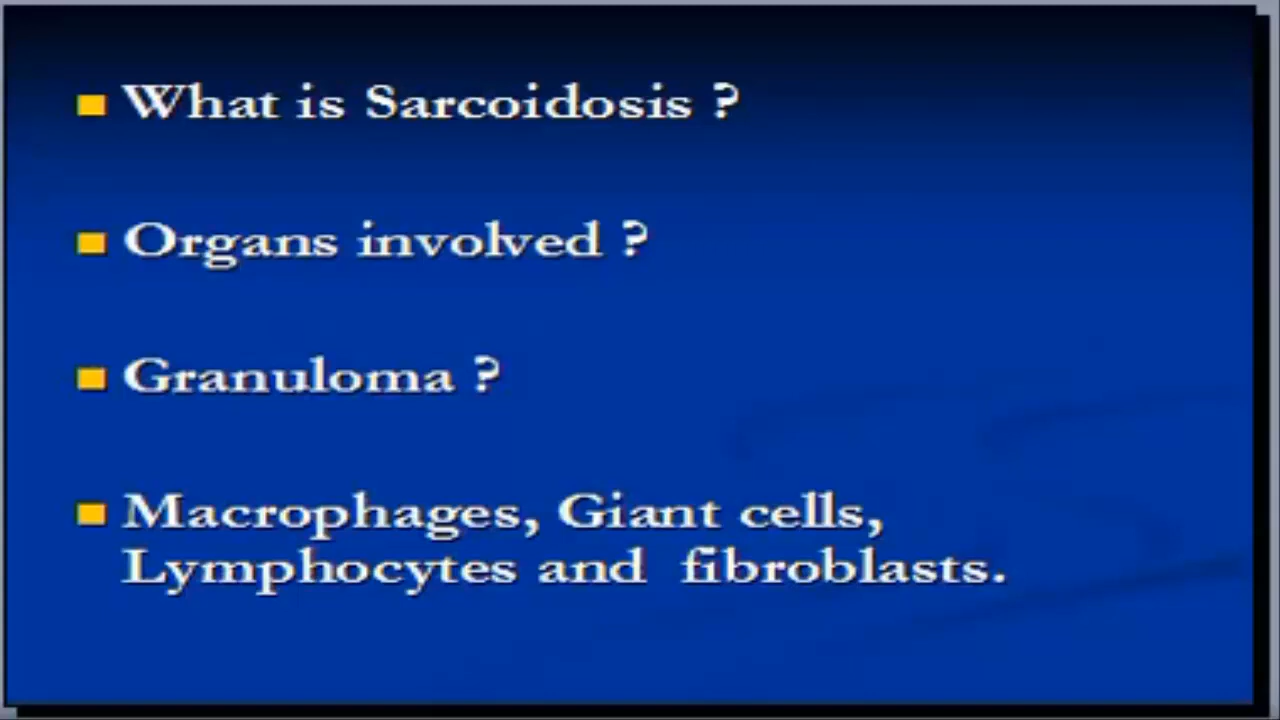 What is Sarcoidosis ?
Organs involved ?
Granuloma ?
Macrophages, Giant cells,
Lymphocytes and  fibroblasts.